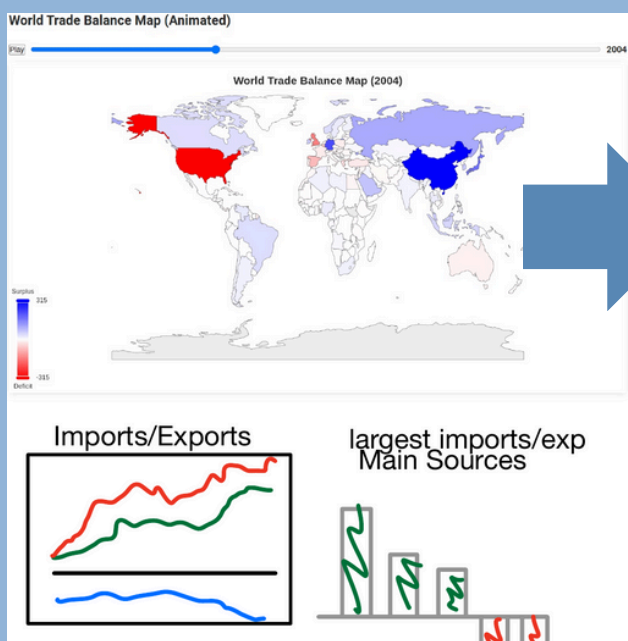 World Trade Balance Map (Animated)
Play 2004
World Trade Balance Map (2004)
Surplus
315
-315
Deficit
Imports/Exports
largest imports/exp
Main Sources